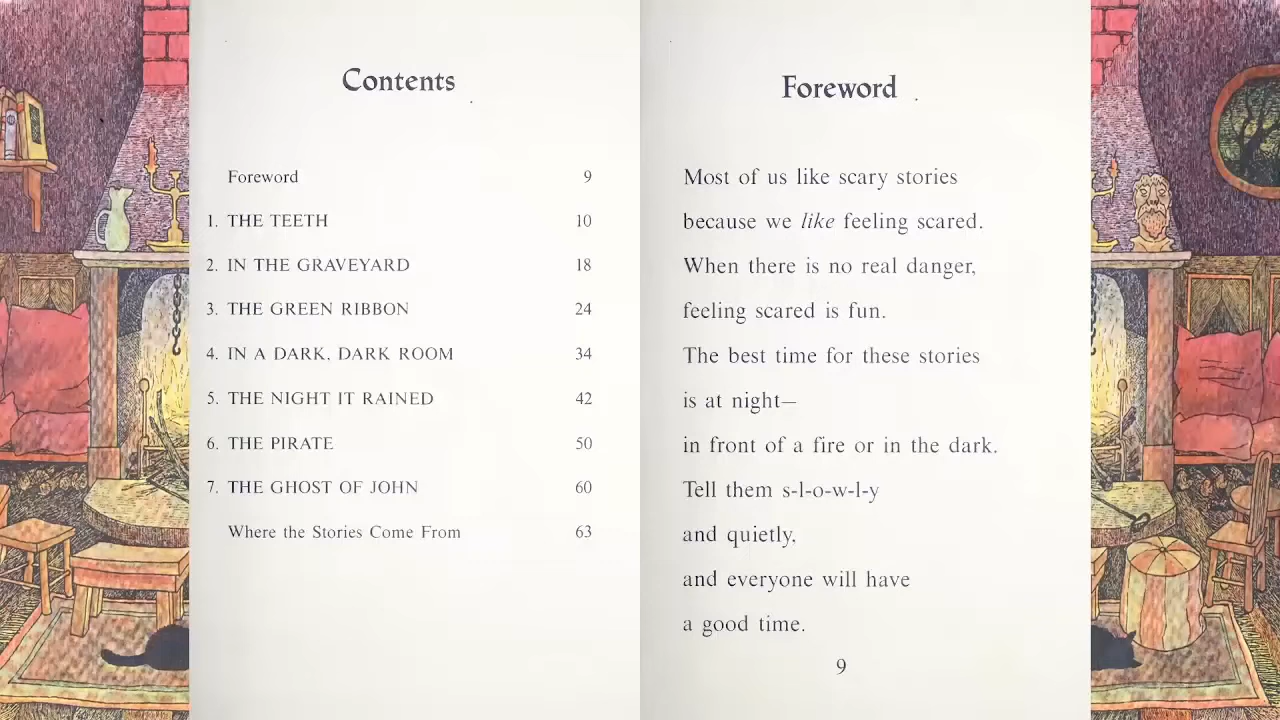 Contents
Foreword 9
1. THE TEETH 10
2. IN THE GRAVEYARD 18
3. THE GREEN RIBBON 24
4. IN A DARK, DARK ROOM 34
5. THE NIGHT IT RAINED 42
6. THE PIRATE 50
7. THE GHOST OF JOHN 60
Where the Stories Come From 63
Foreword
Most of us like scary stories
because we like feeling scared.
When there is no real danger,
feeling scared is fun.
The best time for these stories
is at night—
in front of a fire or in the dark.
Tell them s-l-o-w-l-y
and quietly,
and everyone will have
a good time.
9